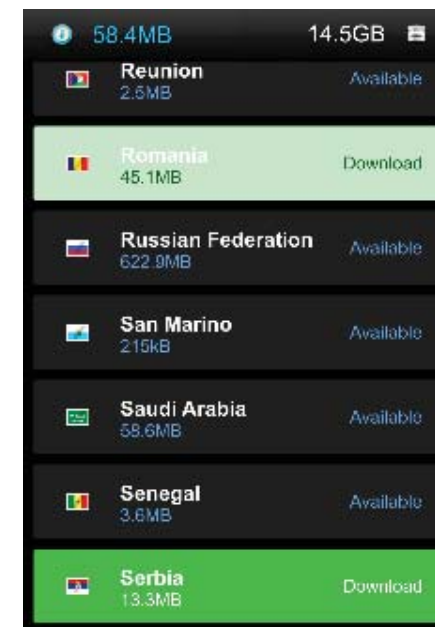 58.4MB 14.5GB
Reunion
2.5MB Available
Romania
45.1MB Download
Russian Federation
622.9MB Available
San Marino
215kB Available
Saudi Arabia
58.6MB Available
Senegal
3.6MB Available
Serbia
13.3MB Download